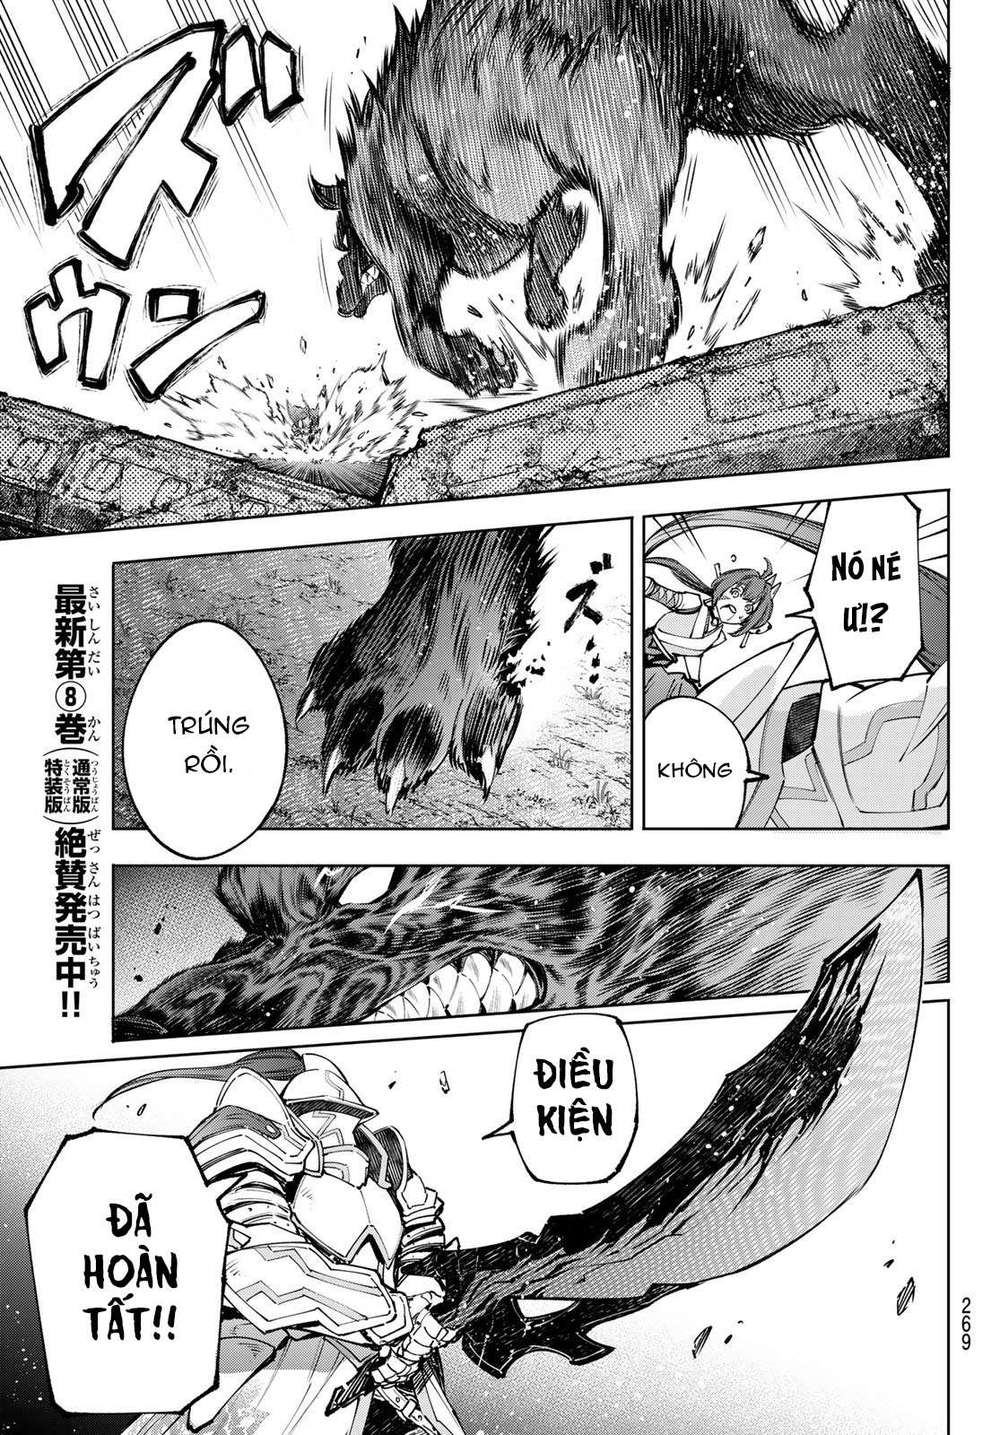 ズズ
ウン
NÓ NÉ
Ư!?
KHÔNG
ズ
TRÚNG
RỒI.
最新第⑧巻(通常版 特装版)絶賛発売中!!
さいしんだい
かん
つうじょうばん
とくそうばん
ぜっさんはつばいちゅう
ĐIỀU
KIỆN
ĐÃ
HOÀN
TẤT!!
269